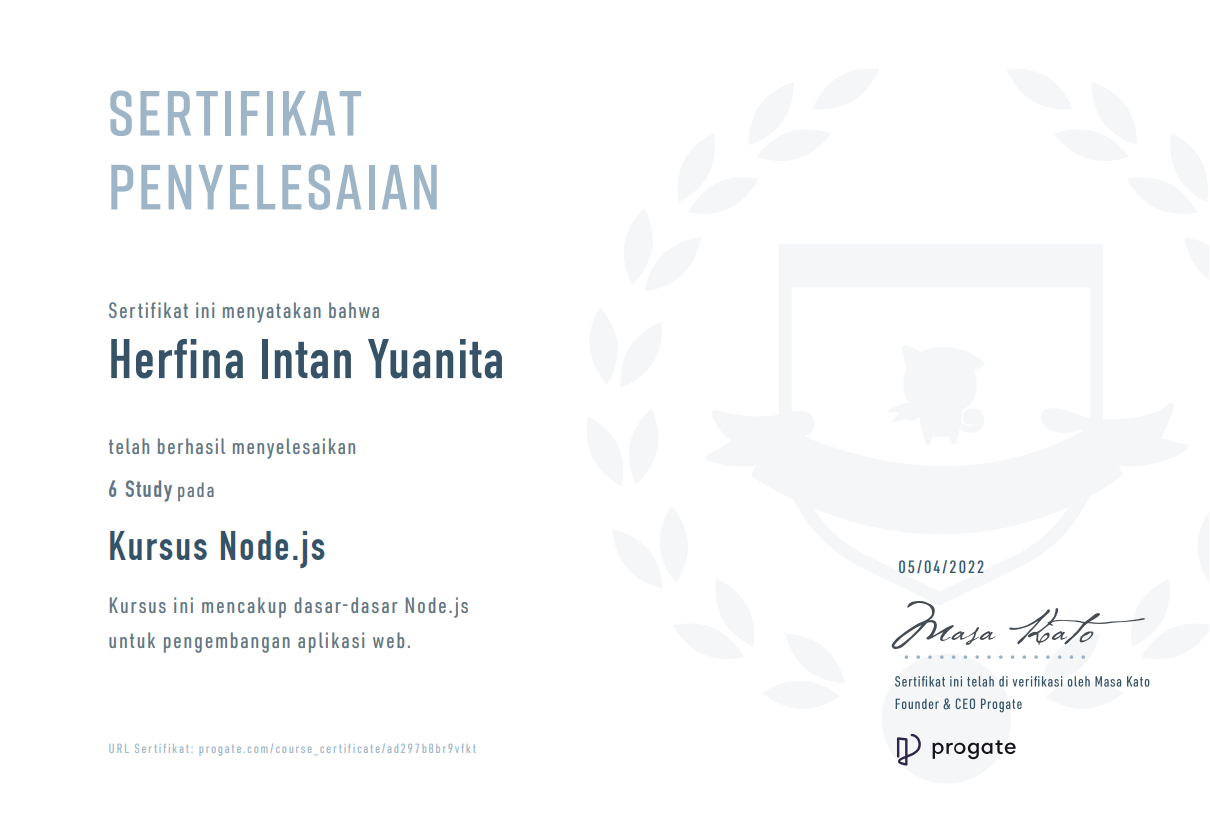 SERTIFIKAT
PENYELESAIAN
Sertifikat ini menyatakan bahwa
Herfina Intan Yuanita
telah berhasil menyelesaikan
6 Study pada
Kursus Node.js
Kursus ini mencakup dasar-dasar Node.js
untuk pengembangan aplikasi web.
URL Sertifikat: progate.com/course_certificate/ad297b8br9vfkt
05/04/2022
Masa Kato
Sertifikat ini telah di verifikasi oleh Masa Kato
Founder & CEO Progate
progate